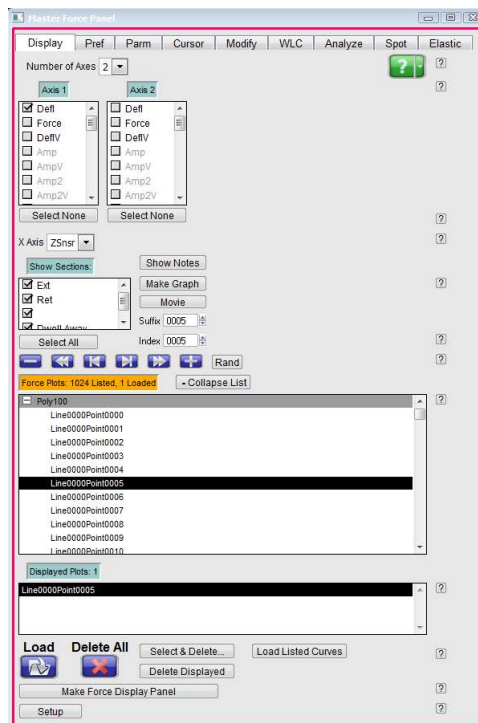 Master Force Panel
Display Pref Parm Cursor Modify WLC Analyze Spot Elastic
Number of Axes 2 ? ?
Axis 1 Axis 2 ?
Defl Defl
Force Force
DeflV DeflV
Amp Amp
AmpV AmpV
Amp2 Amp2
Amp2V Amp2V
Select None Select None ?
X Axis ZSnsr ?
Show Sections: Show Notes
Ext Make Graph ?
Ret Movie
Suffix 0005
Dwell Away
Select All Index 0005 ?
Rand ?
Force Plots: 1024 Listed, 1 Loaded - Collapse List
Poly100 ?
Line0000Point0000
Line0000Point0001
Line0000Point0002
Line0000Point0003
Line0000Point0004
Line0000Point0005
Line0000Point0006
Line0000Point0007
Line0000Point0008
Line0000Point0009
Line0000Point0010
Displayed Plots: 1
Line0000Point0005 ?
Load Delete All Select & Delete... Load Listed Curves ?
Delete Displayed
Make Force Display Panel ?
Setup ?